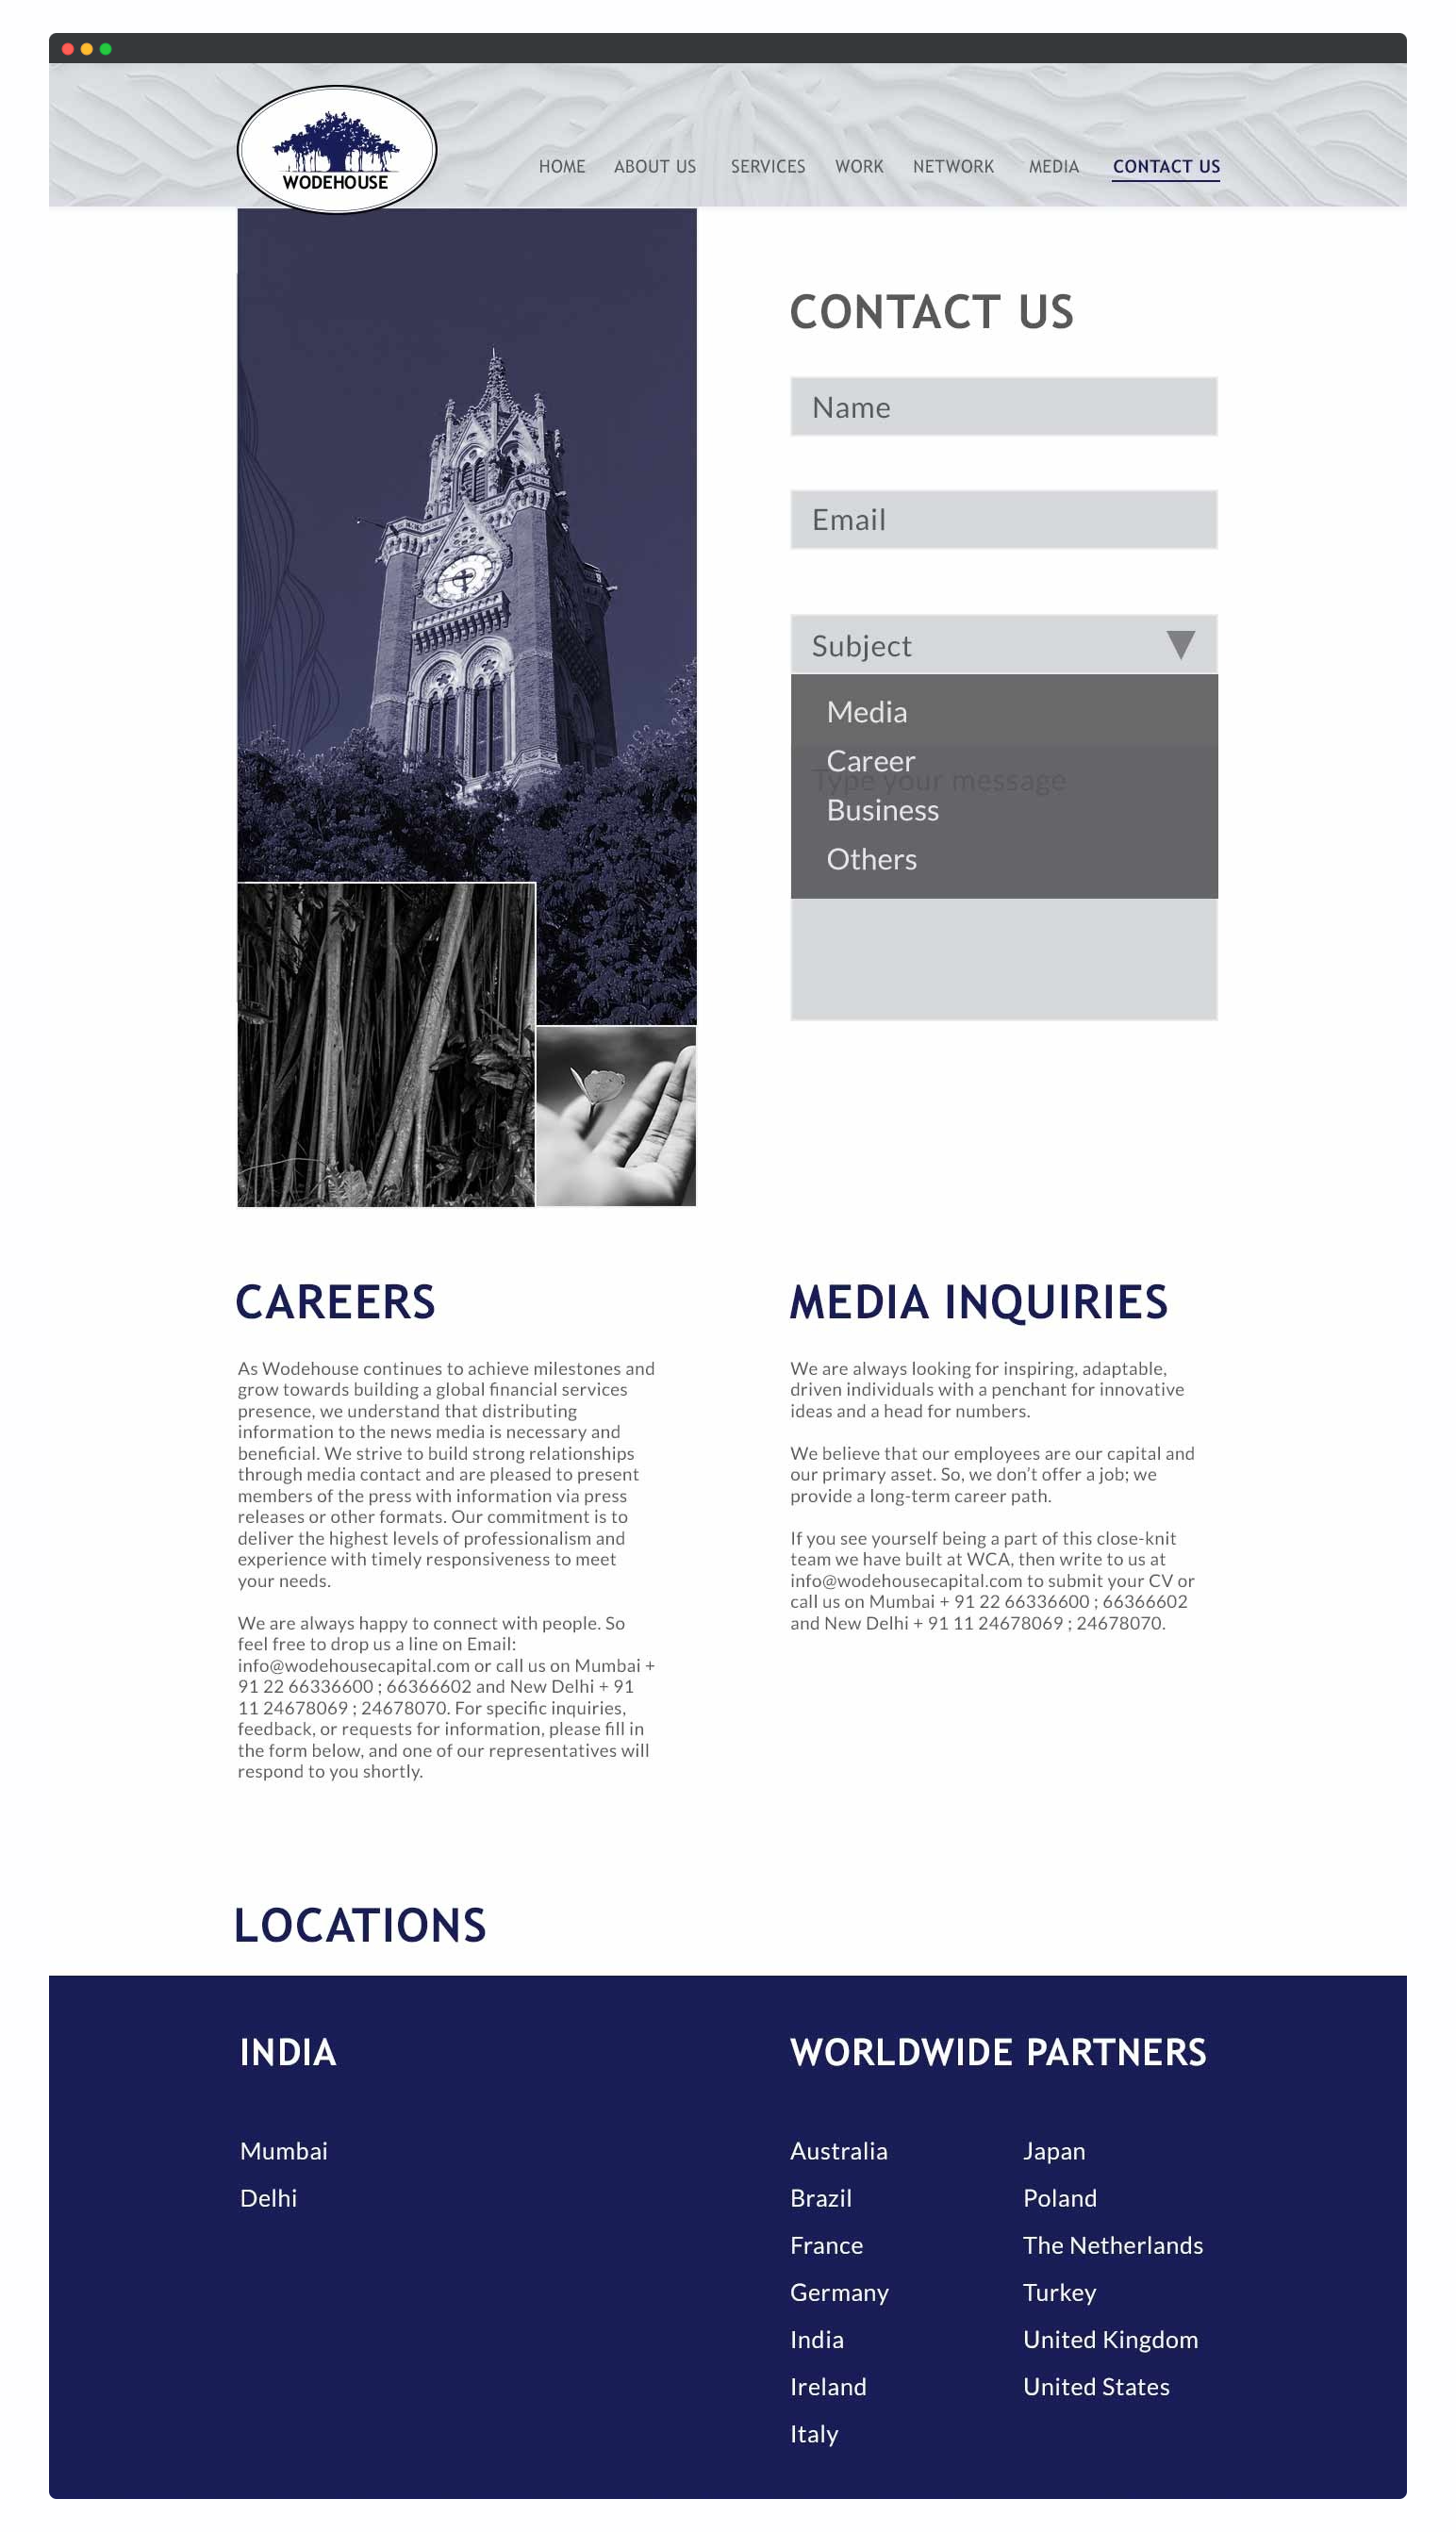 WODEHOUSE
HOME ABOUT US SERVICES WORK NETWORK MEDIA CONTACT US
CONTACT US
Name
Email
Subject
Media
Career
Type your message
Business
Others
CAREERS
As Wodehouse continues to achieve milestones and
grow towards building a global financial services
presence, we understand that distributing
information to the news media is necessary and
beneficial. We strive to build strong relationships
through media contact and are pleased to present
members of the press with information via press
releases or other formats. Our commitment is to
deliver the highest levels of professionalism and
experience with timely responsiveness to meet
your needs.
We are always happy to connect with people. So
feel free to drop us a line on Email:
info@wodehousecapital.com or call us on Mumbai +
91 22 66336600 ; 66366602 and New Delhi + 91
11 24678069 ; 24678070. For specific inquiries,
feedback, or requests for information, please fill in
the form below, and one of our representatives will
respond to you shortly.
MEDIA INQUIRIES
We are always looking for inspiring, adaptable,
driven individuals with a penchant for innovative
ideas and a head for numbers.
We believe that our employees are our capital and
our primary asset. So, we don’t offer a job; we
provide a long-term career path.
If you see yourself being a part of this close-knit
team we have built at WCA, then write to us at
info@wodehousecapital.com to submit your CV or
call us on Mumbai + 91 22 66336600 ; 66366602
and New Delhi + 91 11 24678069 ; 24678070.
LOCATIONS
INDIA
Mumbai
Delhi
WORLDWIDE PARTNERS
Australia
Brazil
France
Germany
India
Ireland
Italy
Japan
Poland
The Netherlands
Turkey
United Kingdom
United States